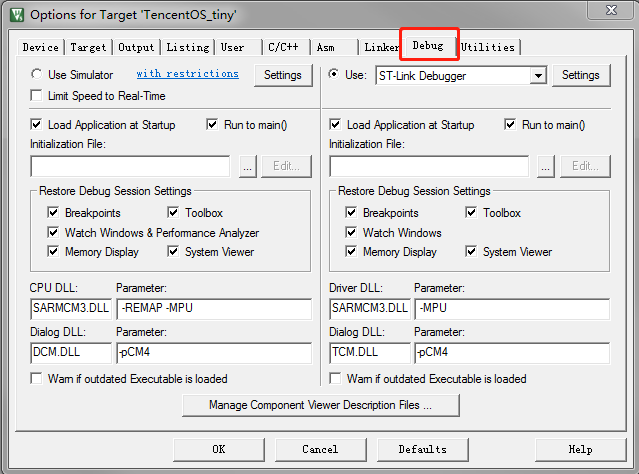 Options for Target 'TencentOS_tiny'
Device Target Output Listing User C/C++ Asm Linker Debug Utilities
Use Simulator with restrictions Settings
Limit Speed to Real-Time
Use: ST-Link Debugger Settings
Load Application at Startup Run to main()
Initialization File:
... Edit...
Restore Debug Session Settings
Breakpoints Toolbox
Watch Windows & Performance Analyzer
Memory Display System Viewer
CPU DLL: Parameter:
SARMCM3.DLL -REMAP -MPU
Dialog DLL: Parameter:
DCM.DLL -pCM4
Warn if outdated Executable is loaded
Load Application at Startup Run to main()
Initialization File:
... Edit...
Restore Debug Session Settings
Breakpoints Toolbox
Watch Windows
Memory Display System Viewer
Driver DLL: Parameter:
SARMCM3.DLL -MPU
Dialog DLL: Parameter:
TCM.DLL -pCM4
Warn if outdated Executable is loaded
Manage Component Viewer Description Files ...
OK Cancel Defaults Help